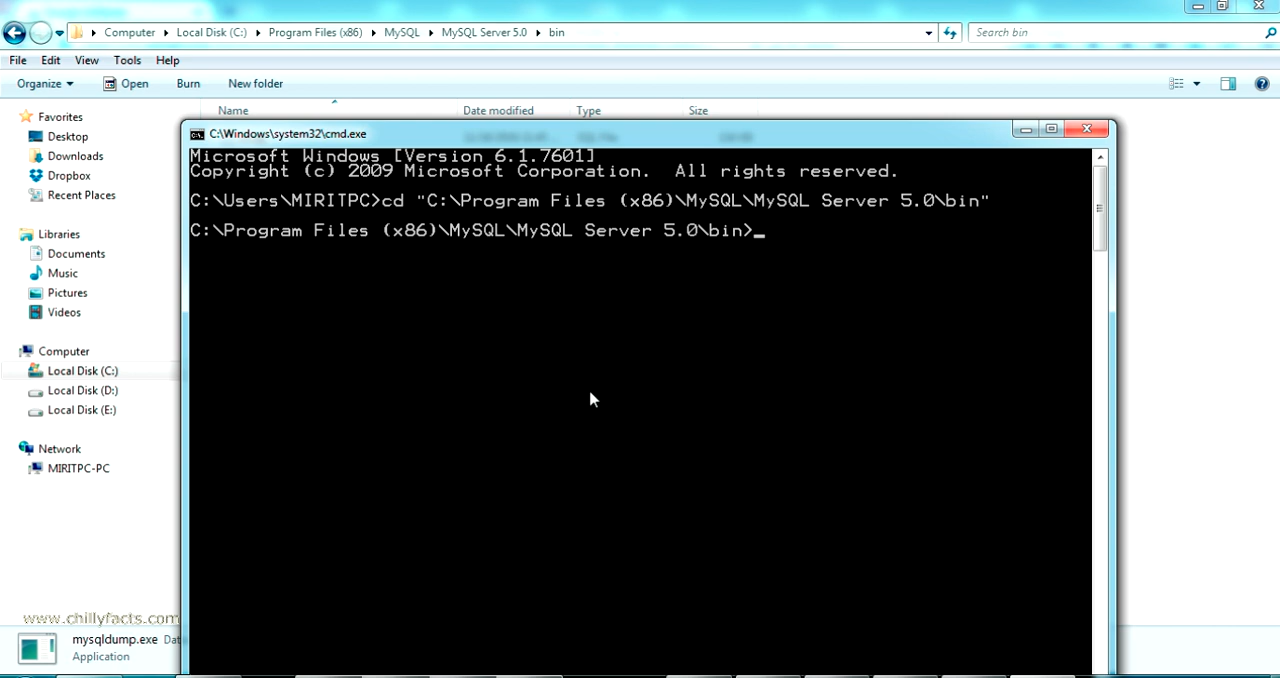 Computer ▸ Local Disk (C:) ▸ Program Files (x86) ▸ MySQL ▸ MySQL Server 5.0 ▸ bin
Search bin
File Edit View Tools Help
Organize Open Burn New folder
Name Date modified Type Size
Favorites
Desktop
Downloads
Dropbox
Recent Places
Libraries
Documents
Music
Pictures
Videos
Computer
Local Disk (C:)
Local Disk (D:)
Local Disk (E:)
Network
MIRITPC-PC
C:\Windows\system32\cmd.exe
Microsoft Windows [Version 6.1.7601]
Copyright (c) 2009 Microsoft Corporation.  All rights reserved.
C:\Users\MIRITPC>cd "C:\Program Files (x86)\MySQL\MySQL Server 5.0\bin"
C:\Program Files (x86)\MySQL\MySQL Server 5.0\bin>_
www.chillyfacts.com
mysqldump.exe Dat
Application